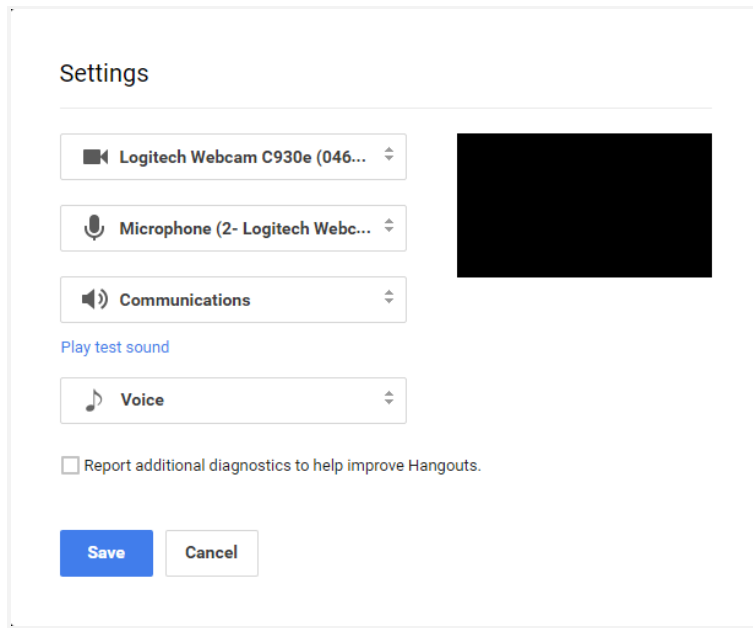 Settings
Logitech Webcam C930e (046...
Microphone (2- Logitech Webc...
Communications
Play test sound
Voice
Report additional diagnostics to help improve Hangouts.
Save
Cancel